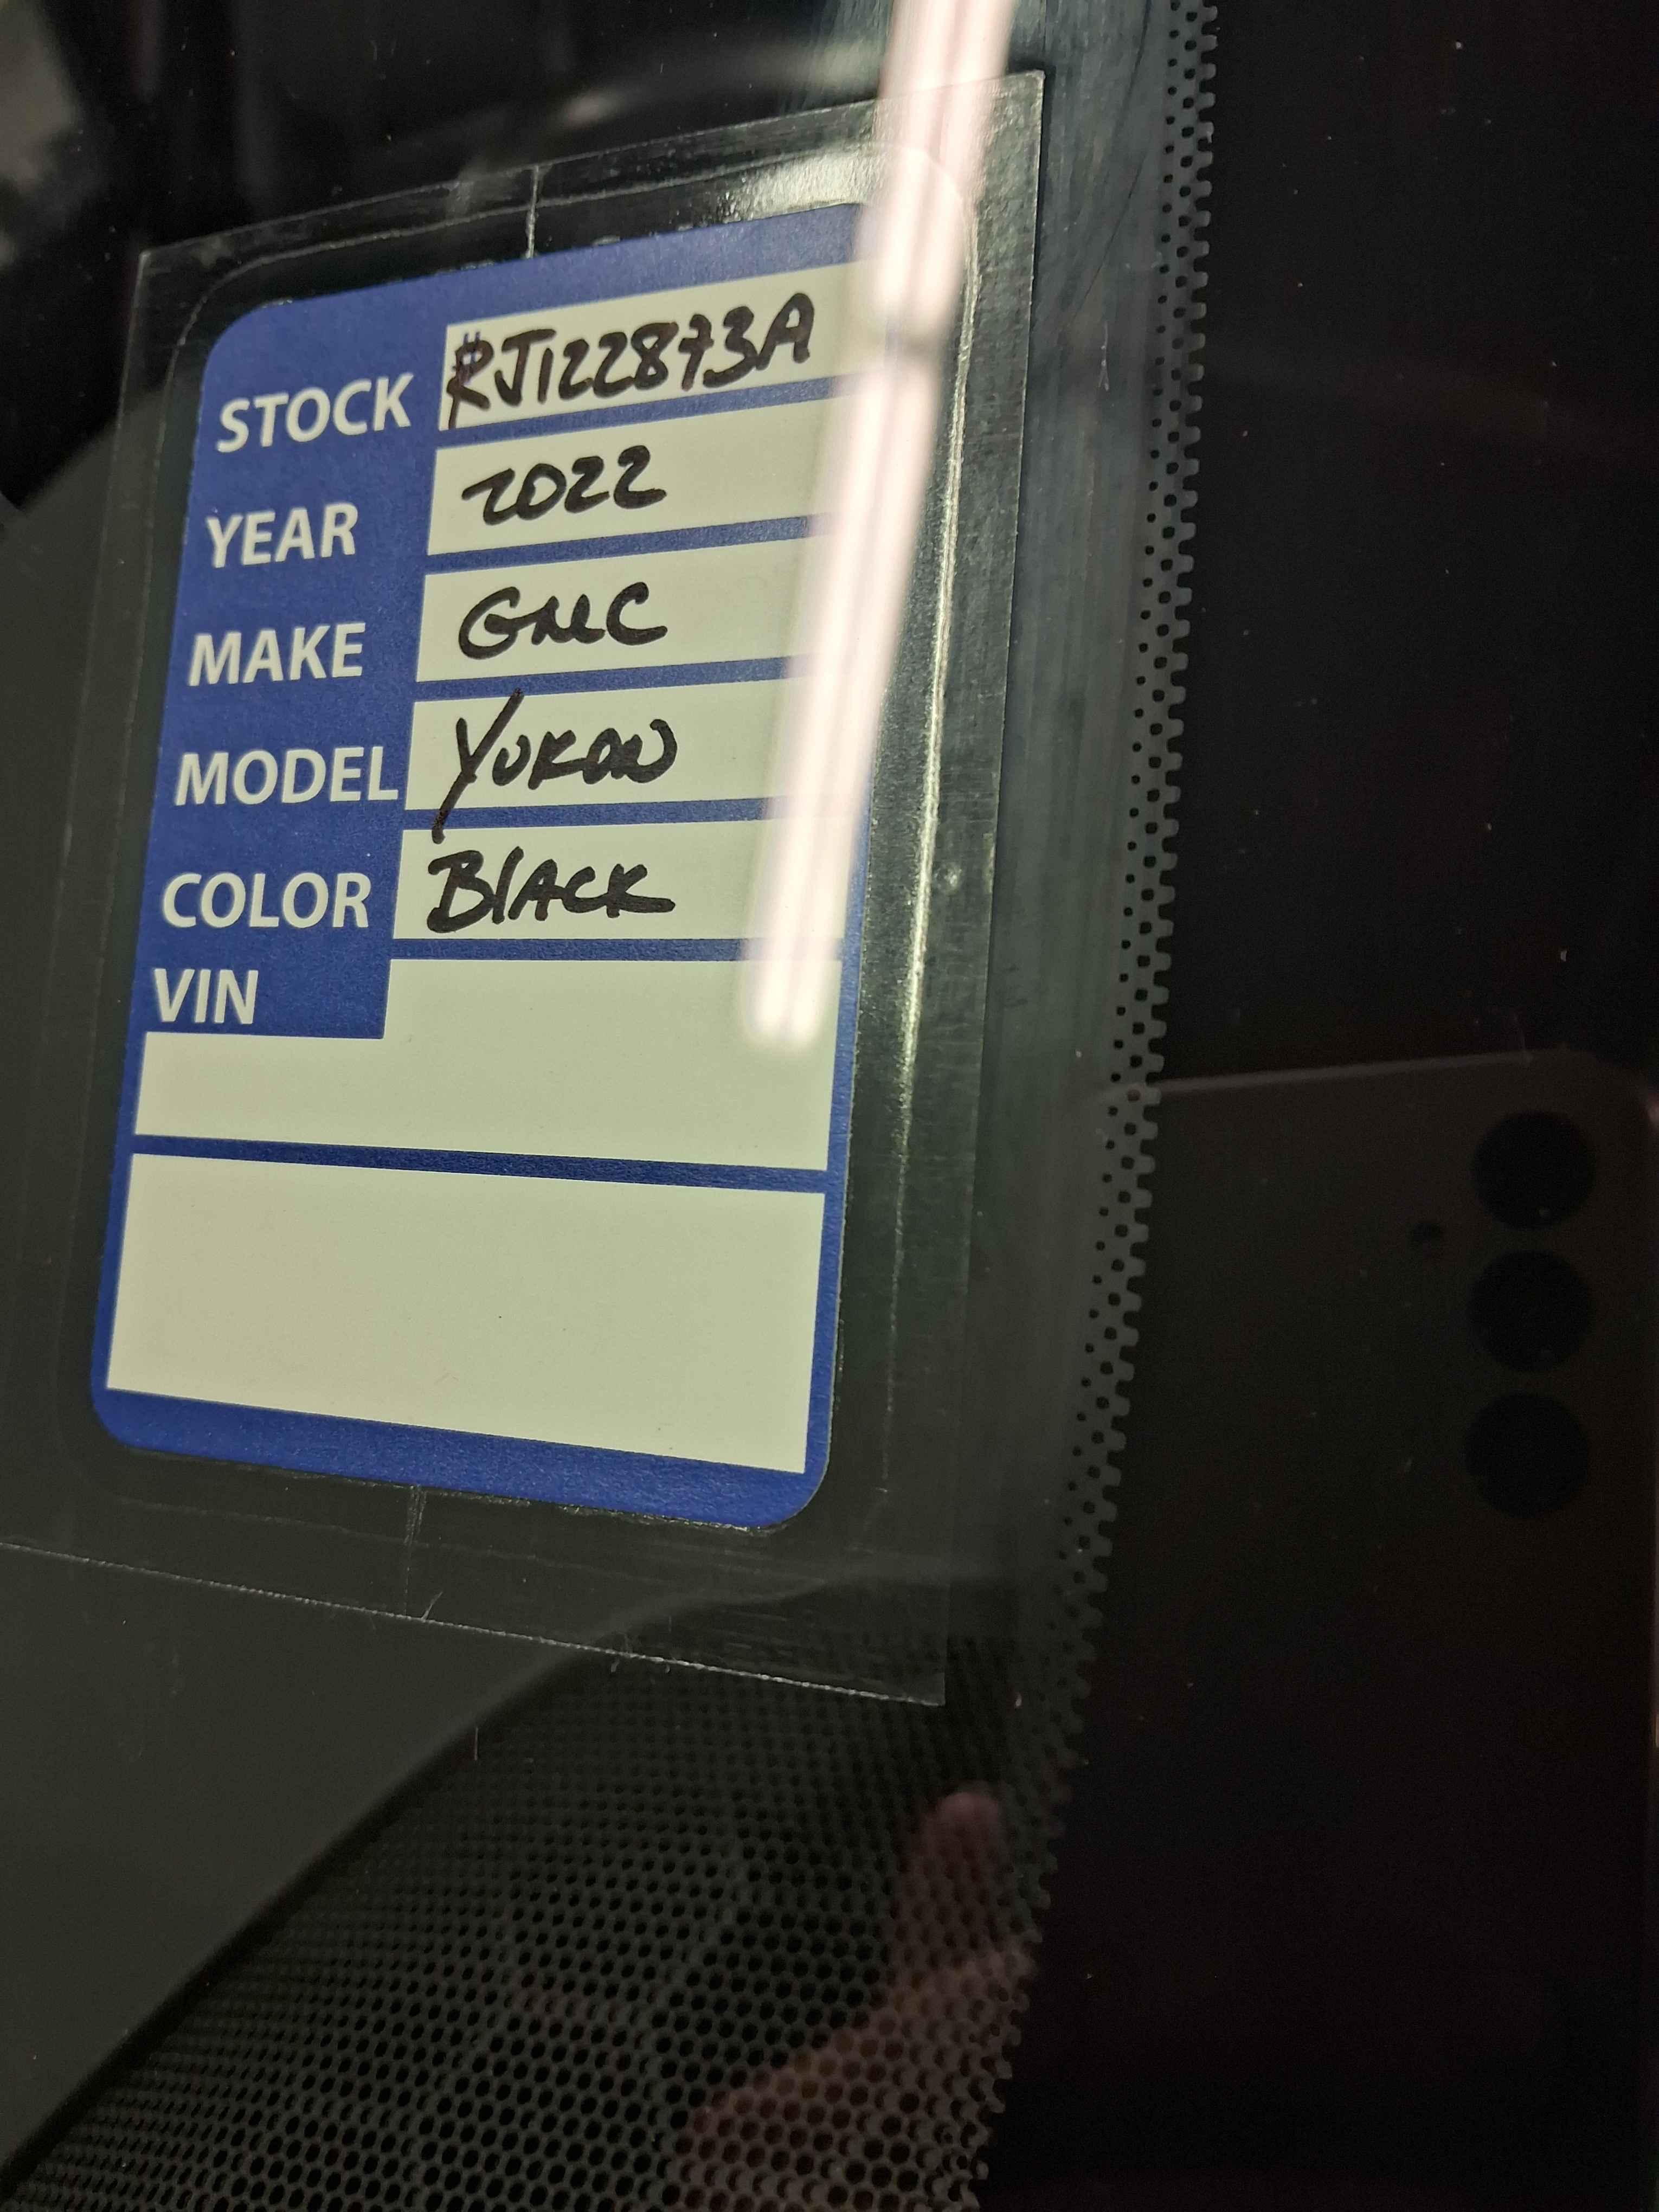 STOCK #RJ122873A
YEAR 2022
MAKE GMC
MODEL YUKON
COLOR BLACK
VIN